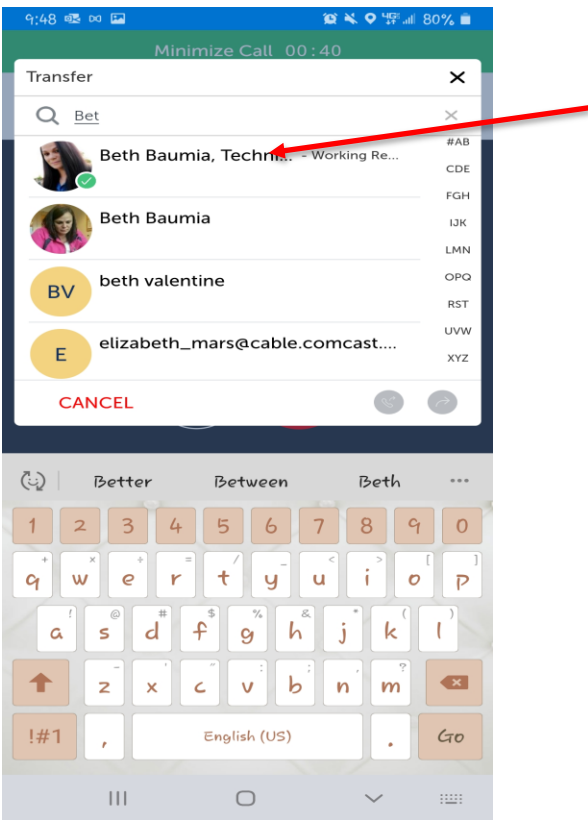 9:48 4G 80%
Minimize Call 00:40
Transfer
Bet
#AB
Beth Baumia, Techni... - Working Re...
CDE
FGH
Beth Baumia
IJK
LMN
beth valentine
OPQ
BV
RST
UVW
elizabeth_mars@cable.comcast....
E
XYZ
CANCEL
Better Between Beth ...
1 2 3 4 5 6 7 8 9 0
+ × ÷ = / _ < > [ ]
q w e r t y u i o p
! @ # $ % & * ( )
a s d f g h j k l
- ' " : ; , ?
z x c v b n m
!#1 , English (US) . Go